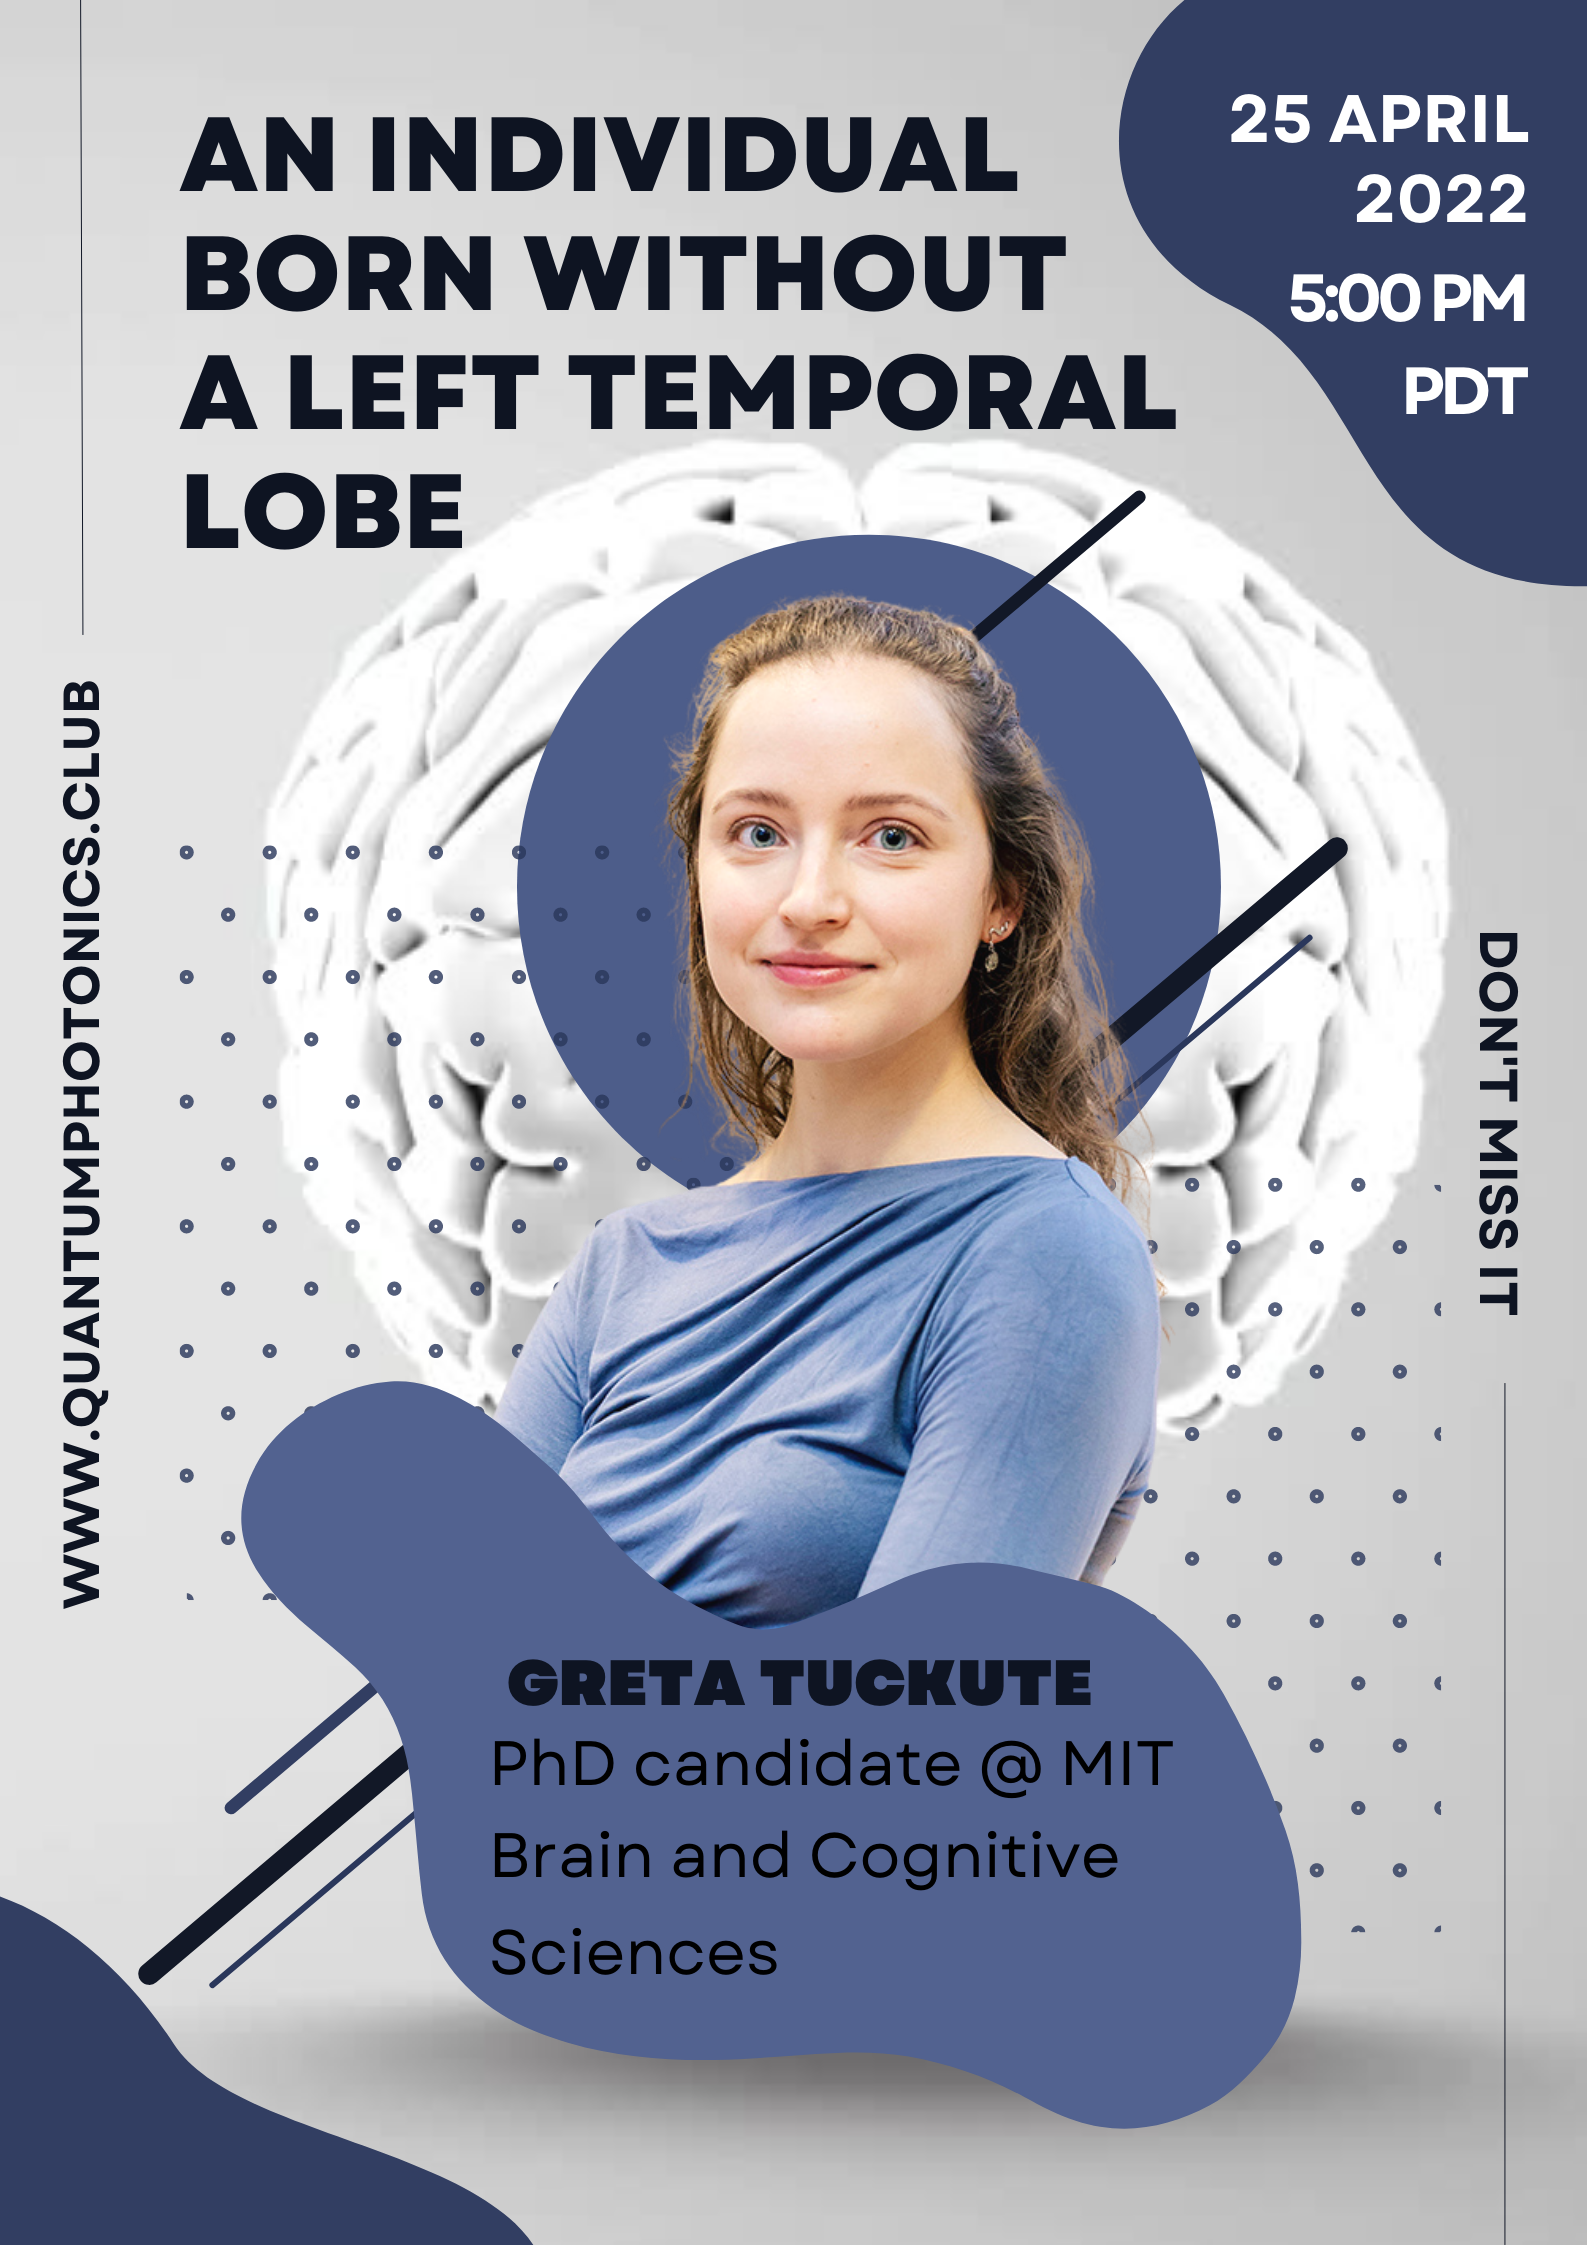 AN INDIVIDUAL
BORN WITHOUT
A LEFT TEMPORAL
LOBE
25 APRIL
2022
5:00 PM
PDT
WWW.QUANTUMPHOTONICS.CLUB
DON'T MISS IT
GRETA TUCKUTE
PhD candidate @ MIT
Brain and Cognitive
Sciences